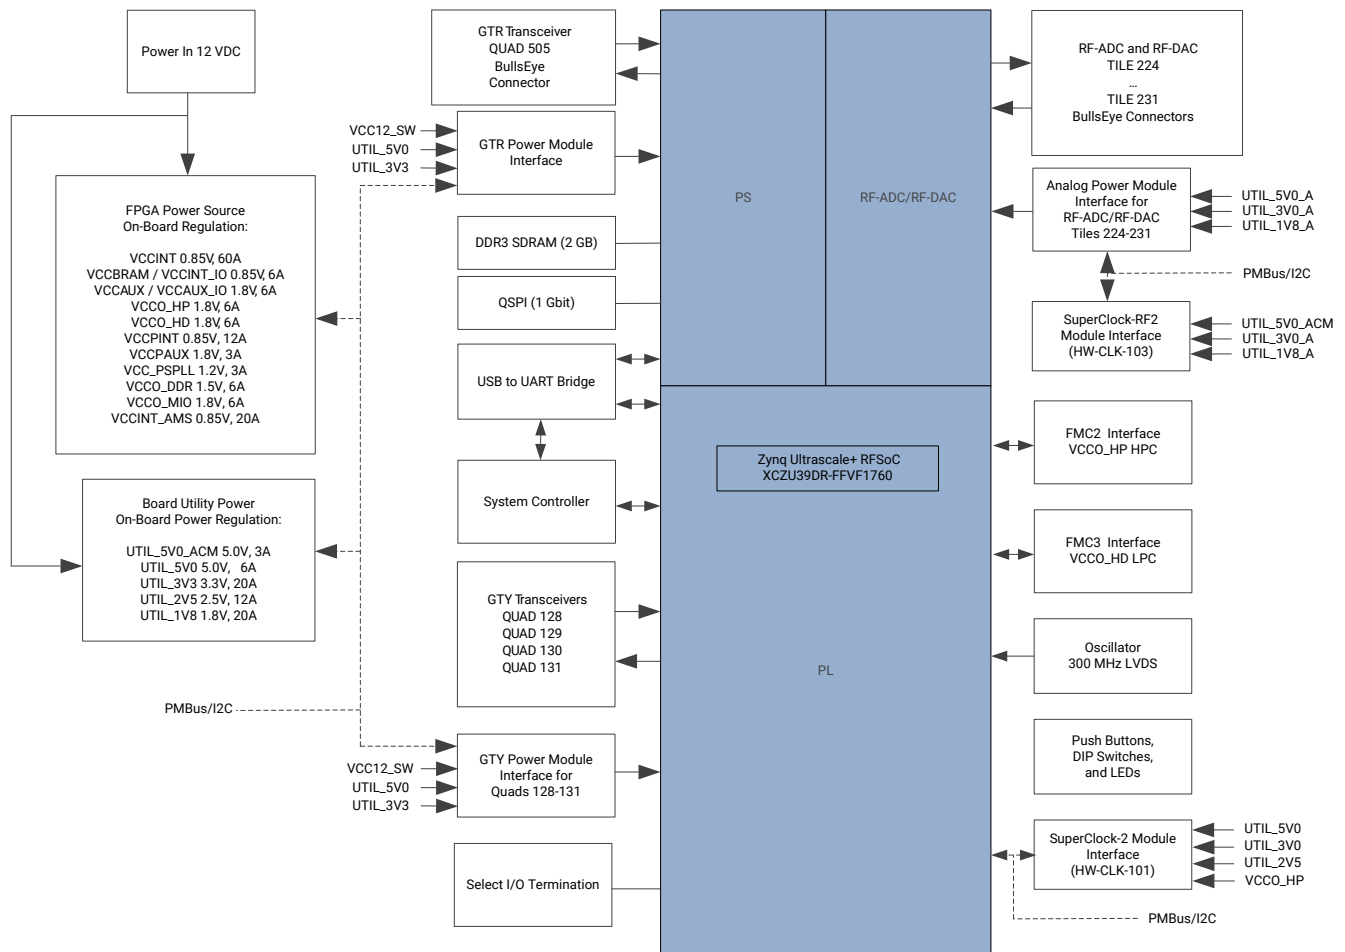 Power In 12 VDC
FPGA Power Source
On-Board Regulation:
VCCINT 0.85V, 60A
VCCBRAM / VCCINT_IO 0.85V, 6A
VCCAUX / VCCAUX_IO 1.8V, 6A
VCCO_HP 1.8V, 6A
VCCO_HD 1.8V, 6A
VCCPINT 0.85V, 12A
VCCPAUX 1.8V, 3A
VCC_PSPLL 1.2V, 3A
VCCO_DDR 1.5V, 6A
VCCO_MIO 1.8V, 6A
VCCINT_AMS 0.85V, 20A
Board Utility Power
On-Board Power Regulation:
UTIL_5V0_ACM 5.0V, 3A
UTIL_5V0 5.0V, 6A
UTIL_3V3 3.3V, 20A
UTIL_2V5 2.5V, 12A
UTIL_1V8 1.8V, 20A
PMBus/I2C
GTR Transceiver
QUAD 505
BullsEye
Connector
VCC12_SW
UTIL_5V0
UTIL_3V3
GTR Power Module
Interface
DDR3 SDRAM (2 GB)
QSPI (1 Gbit)
USB to UART Bridge
System Controller
GTY Transceivers
QUAD 128
QUAD 129
QUAD 130
QUAD 131
VCC12_SW
UTIL_5V0
UTIL_3V3
GTY Power Module
Interface for
Quads 128-131
Select I/O Termination
PS
RF-ADC/RF-DAC
Zynq Ultrascale+ RFSoC
XCZU39DR-FFVF1760
PL
RF-ADC and RF-DAC
TILE 224
...
TILE 231
BullsEye Connectors
Analog Power Module
Interface for
RF-ADC/RF-DAC
Tiles 224-231
UTIL_5V0_A
UTIL_3V0_A
UTIL_1V8_A
PMBus/I2C
SuperClock-RF2
Module Interface
(HW-CLK-103)
UTIL_5V0_ACM
UTIL_3V0_A
UTIL_1V8_A
FMC2 Interface
VCCO_HP HPC
FMC3 Interface
VCCO_HD LPC
Oscillator
300 MHz LVDS
Push Buttons,
DIP Switches,
and LEDs
SuperClock-2 Module
Interface
(HW-CLK-101)
UTIL_5V0
UTIL_3V0
UTIL_2V5
VCCO_HP
PMBus/I2C